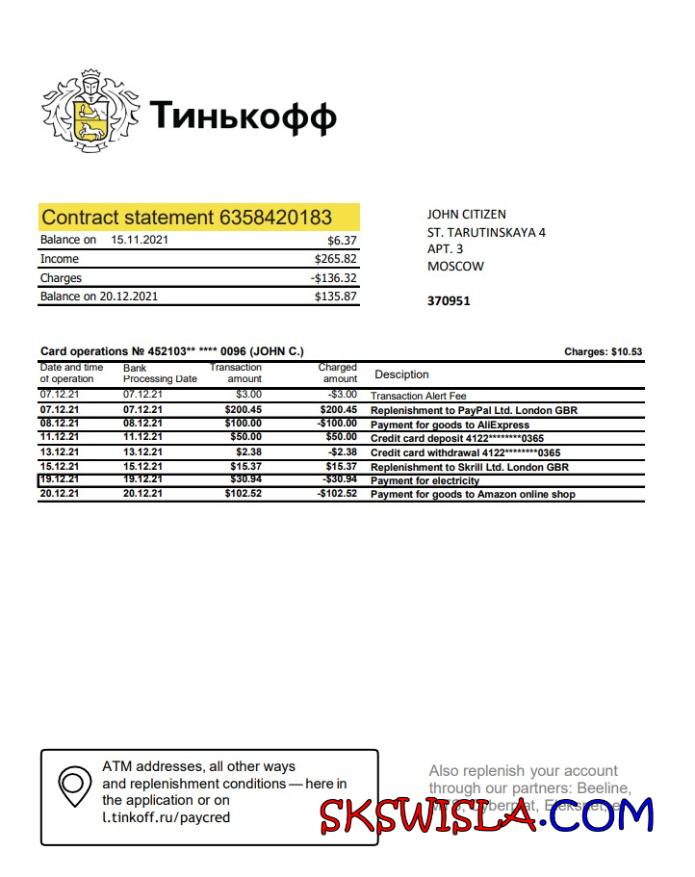 Тинькофф
Contract statement 6358420183
Balance on 15.11.2021 $6.37
Income $265.82
Charges -$136.32
Balance on 20.12.2021 $135.87
JOHN CITIZEN
ST. TARUTINSKAYA 4
APT. 3
MOSCOW
370951
Card operations № 452103** **** 0096 (JOHN C.) Charges: $10.53
Date and time of operation Bank Processing Date Transaction amount Charged amount Desciption
07.12.21 07.12.21 $3.00 -$3.00 Transaction Alert Fee
07.12.21 07.12.21 $200.45 $200.45 Replenishment to PayPal Ltd. London GBR
08.12.21 08.12.21 $100.00 -$100.00 Payment for goods to AliExpress
11.12.21 11.12.21 $50.00 $50.00 Credit card deposit 4122********0365
13.12.21 13.12.21 $2.38 -$2.38 Credit card withdrawal 4122********0365
15.12.21 15.12.21 $15.37 $15.37 Replenishment to Skrill Ltd. London GBR
19.12.21 19.12.21 $30.94 -$30.94 Payment for electricity
20.12.21 20.12.21 $102.52 -$102.52 Payment for goods to Amazon online shop
ATM addresses, all other ways
and replenishment conditions — here in
the application or on
l.tinkoff.ru/paycred
Also replenish your account
through our partners: Beeline,
SKSWISLA.COM